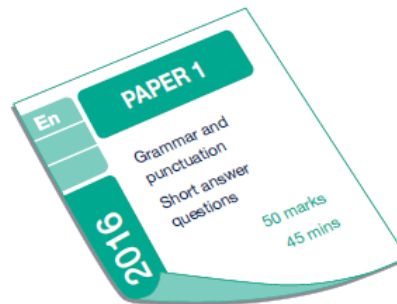 En
PAPER 1
Grammar and
punctuation
Short answer
questions
50 marks
45 mins
2016